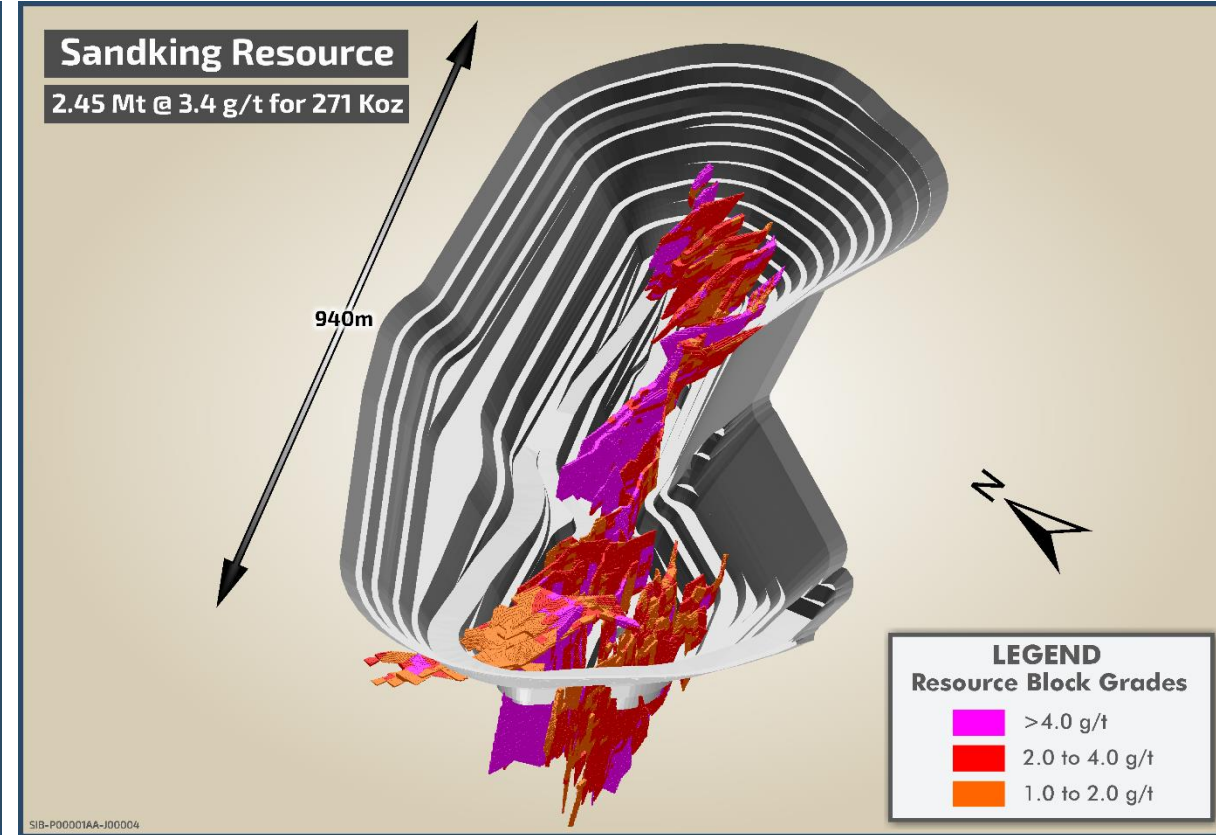 Sandking Resource
2.45 Mt @ 3.4 g/t for 271 Koz
940m
N
LEGEND
Resource Block Grades
>4.0 g/t
2.0 to 4.0 g/t
1.0 to 2.0 g/t
SIB-P00001AA-J00004